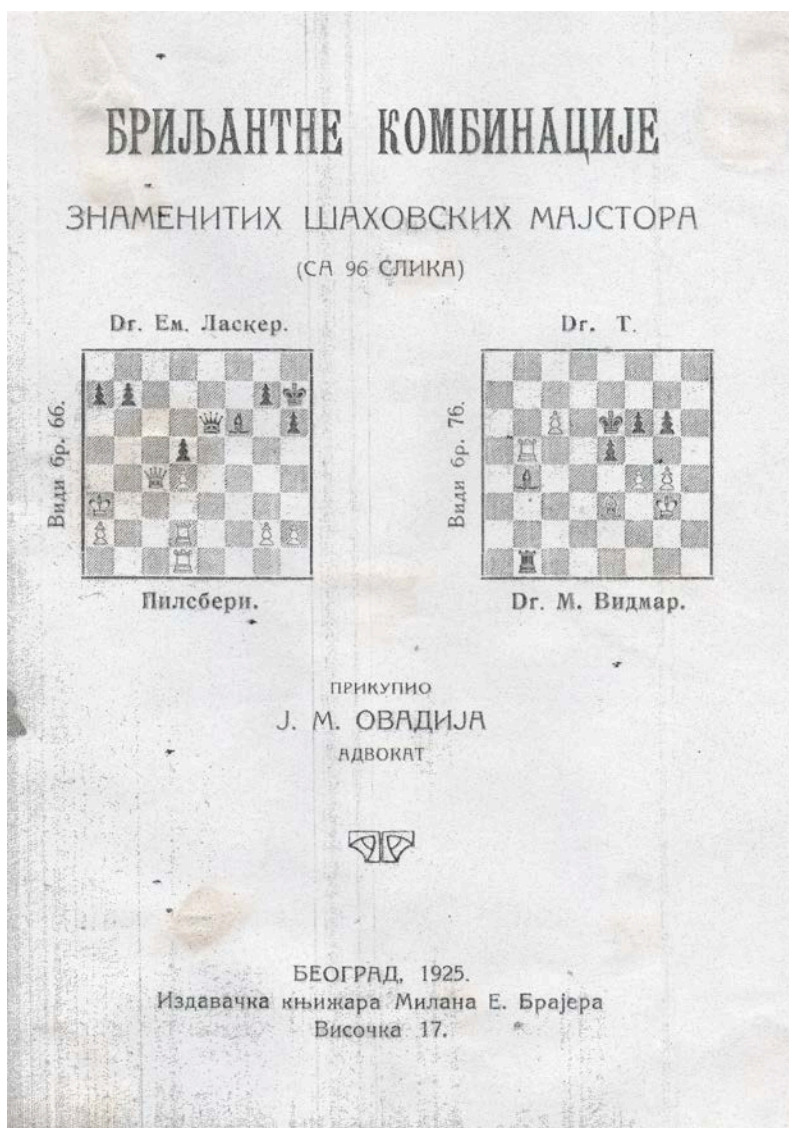 БРИЉАНТНЕ КОМБИНАЦИЈЕ
ЗНАМЕНИТИХ ШАХОВСКИХ МАЈСТОРА
(СА 96 СЛИКА)
Dr. Ем. Ласкер.
Види бр. 66.
Пилсбери.
Dr. Т.
Види бр. 76.
Dr. М. Видмар.
ПРИКУПИО
Ј. М. ОВАДИЈА
АДВОКАТ
БЕОГРАД, 1925.
Издавачка књижара Милана Е. Брајера
Височка 17.